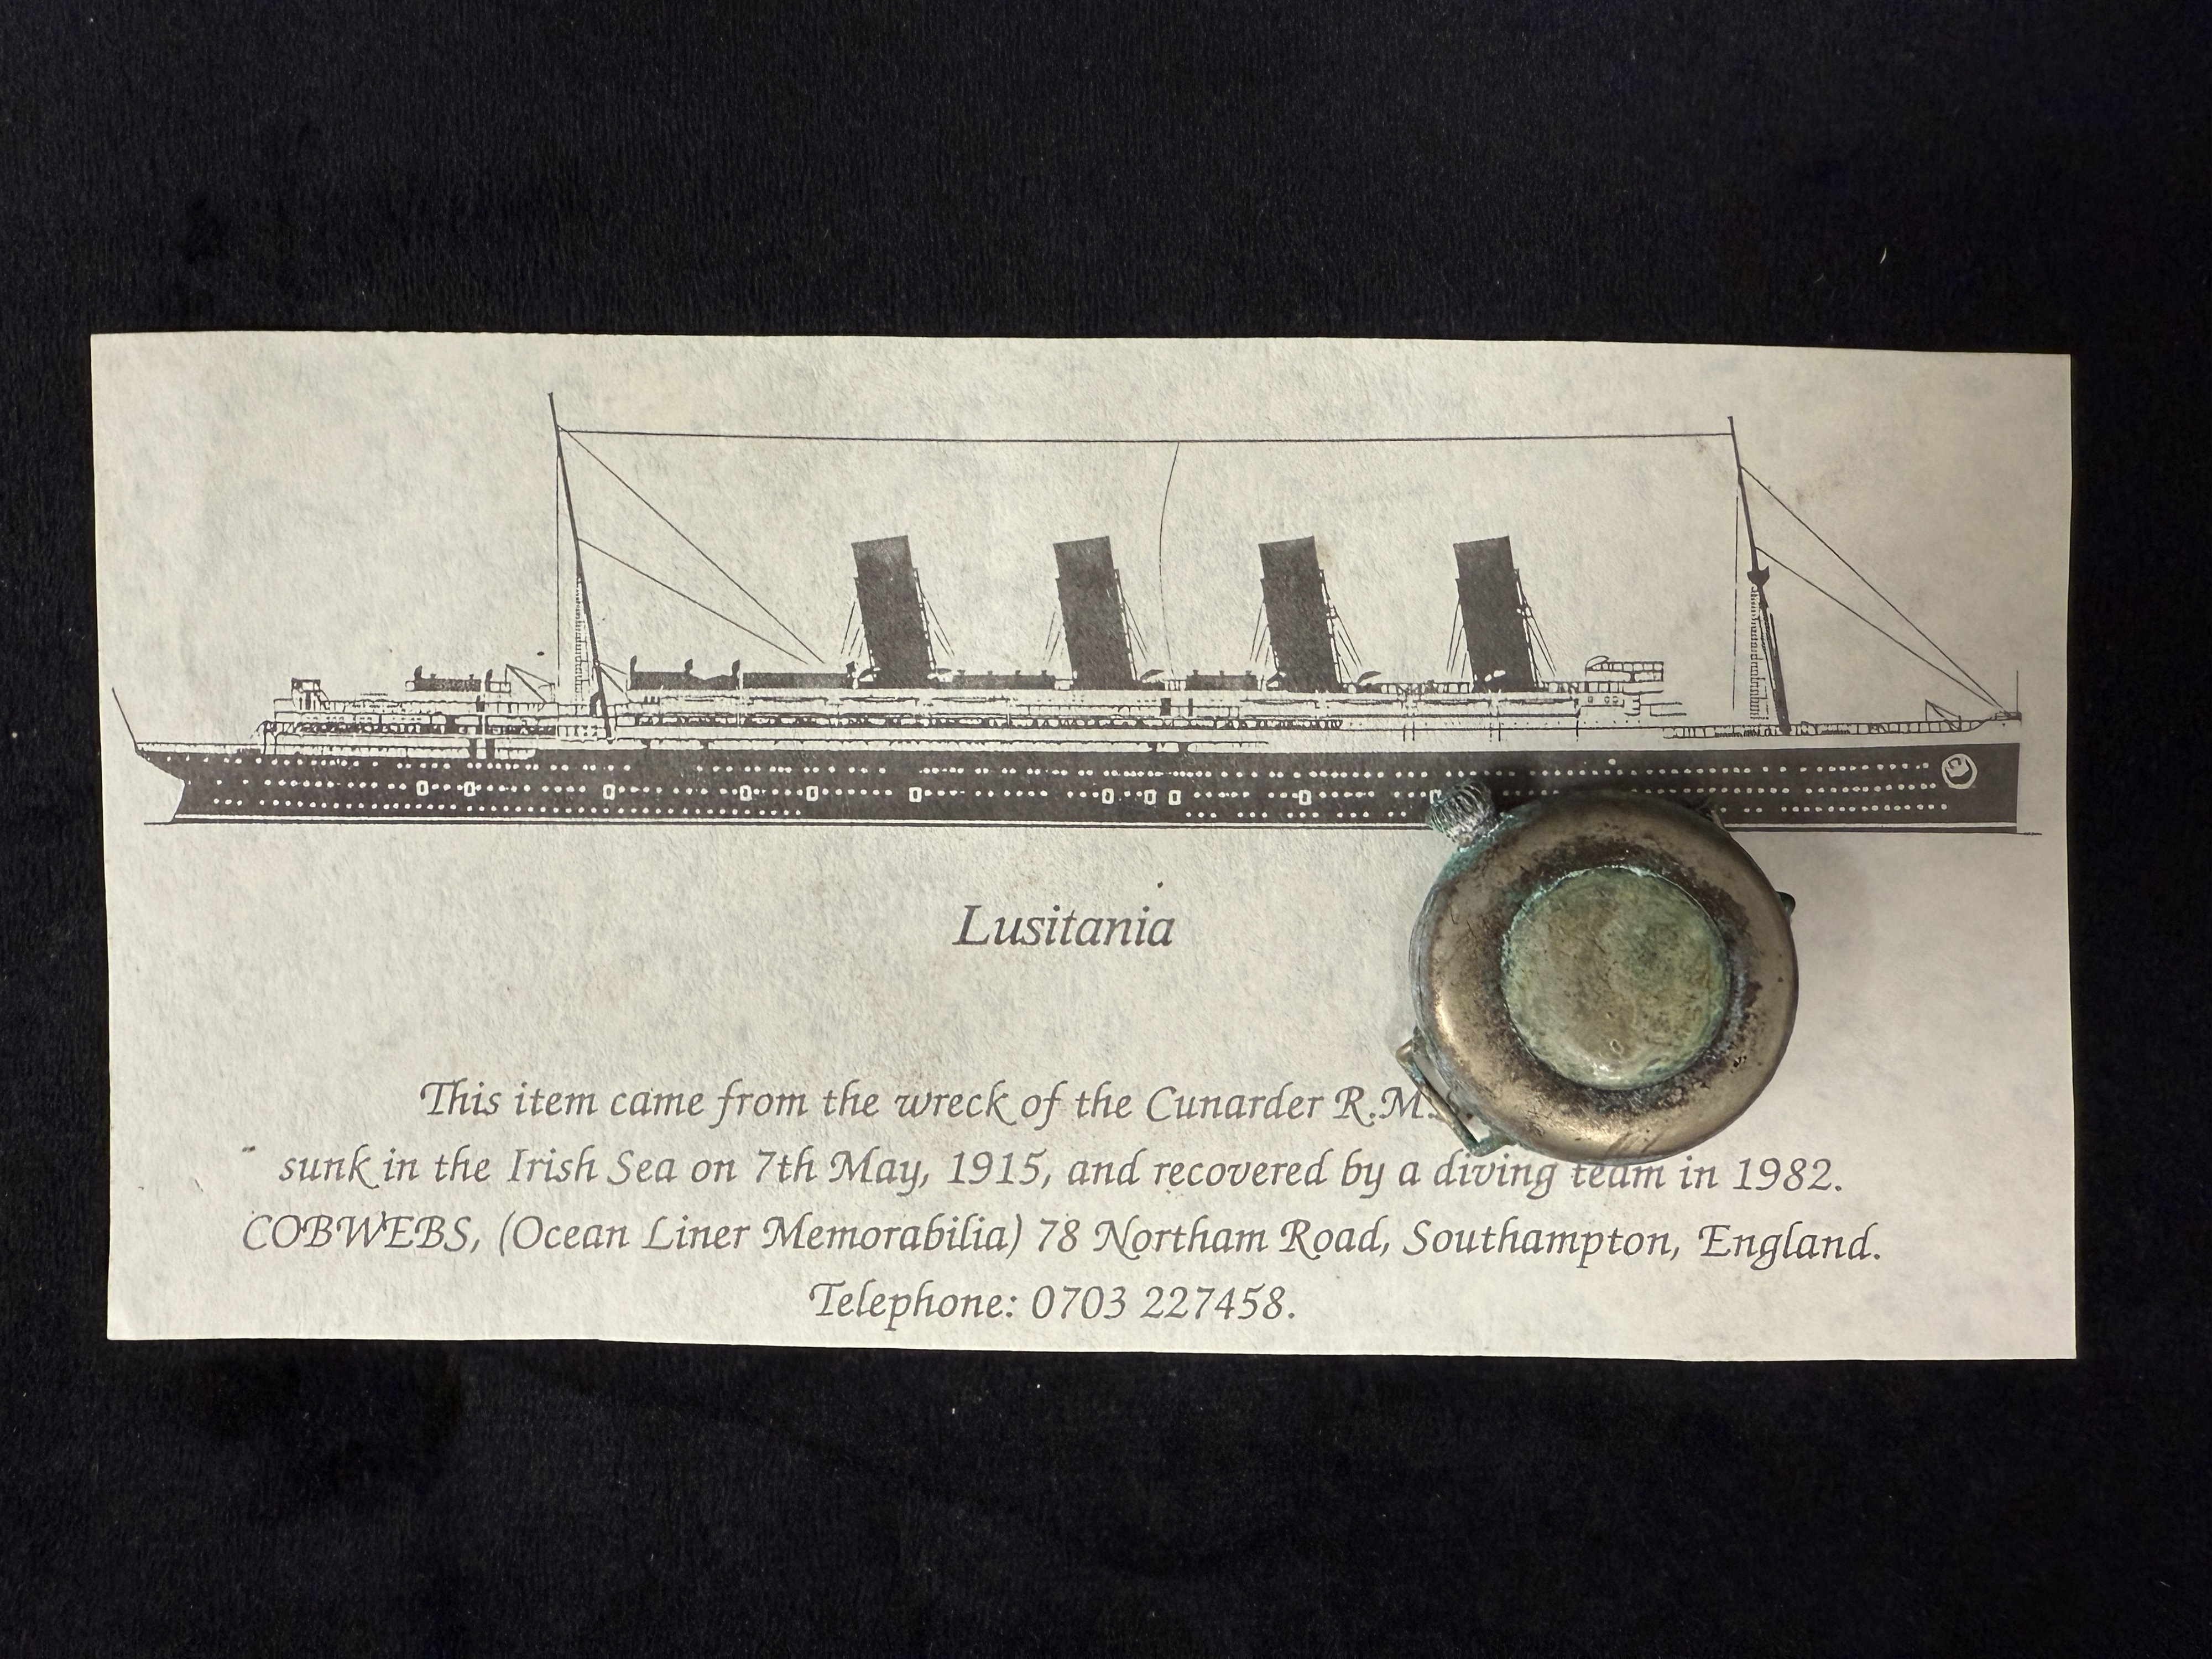 Lusitania
This item came from the wreck of the Cunarder R.M.S.
sunk in the Irish Sea on 7th May, 1915, and recovered by a diving team in 1982.
COBWEBS, (Ocean Liner Memorabilia) 78 Northam Road, Southampton, England.
Telephone: 0703 227458.